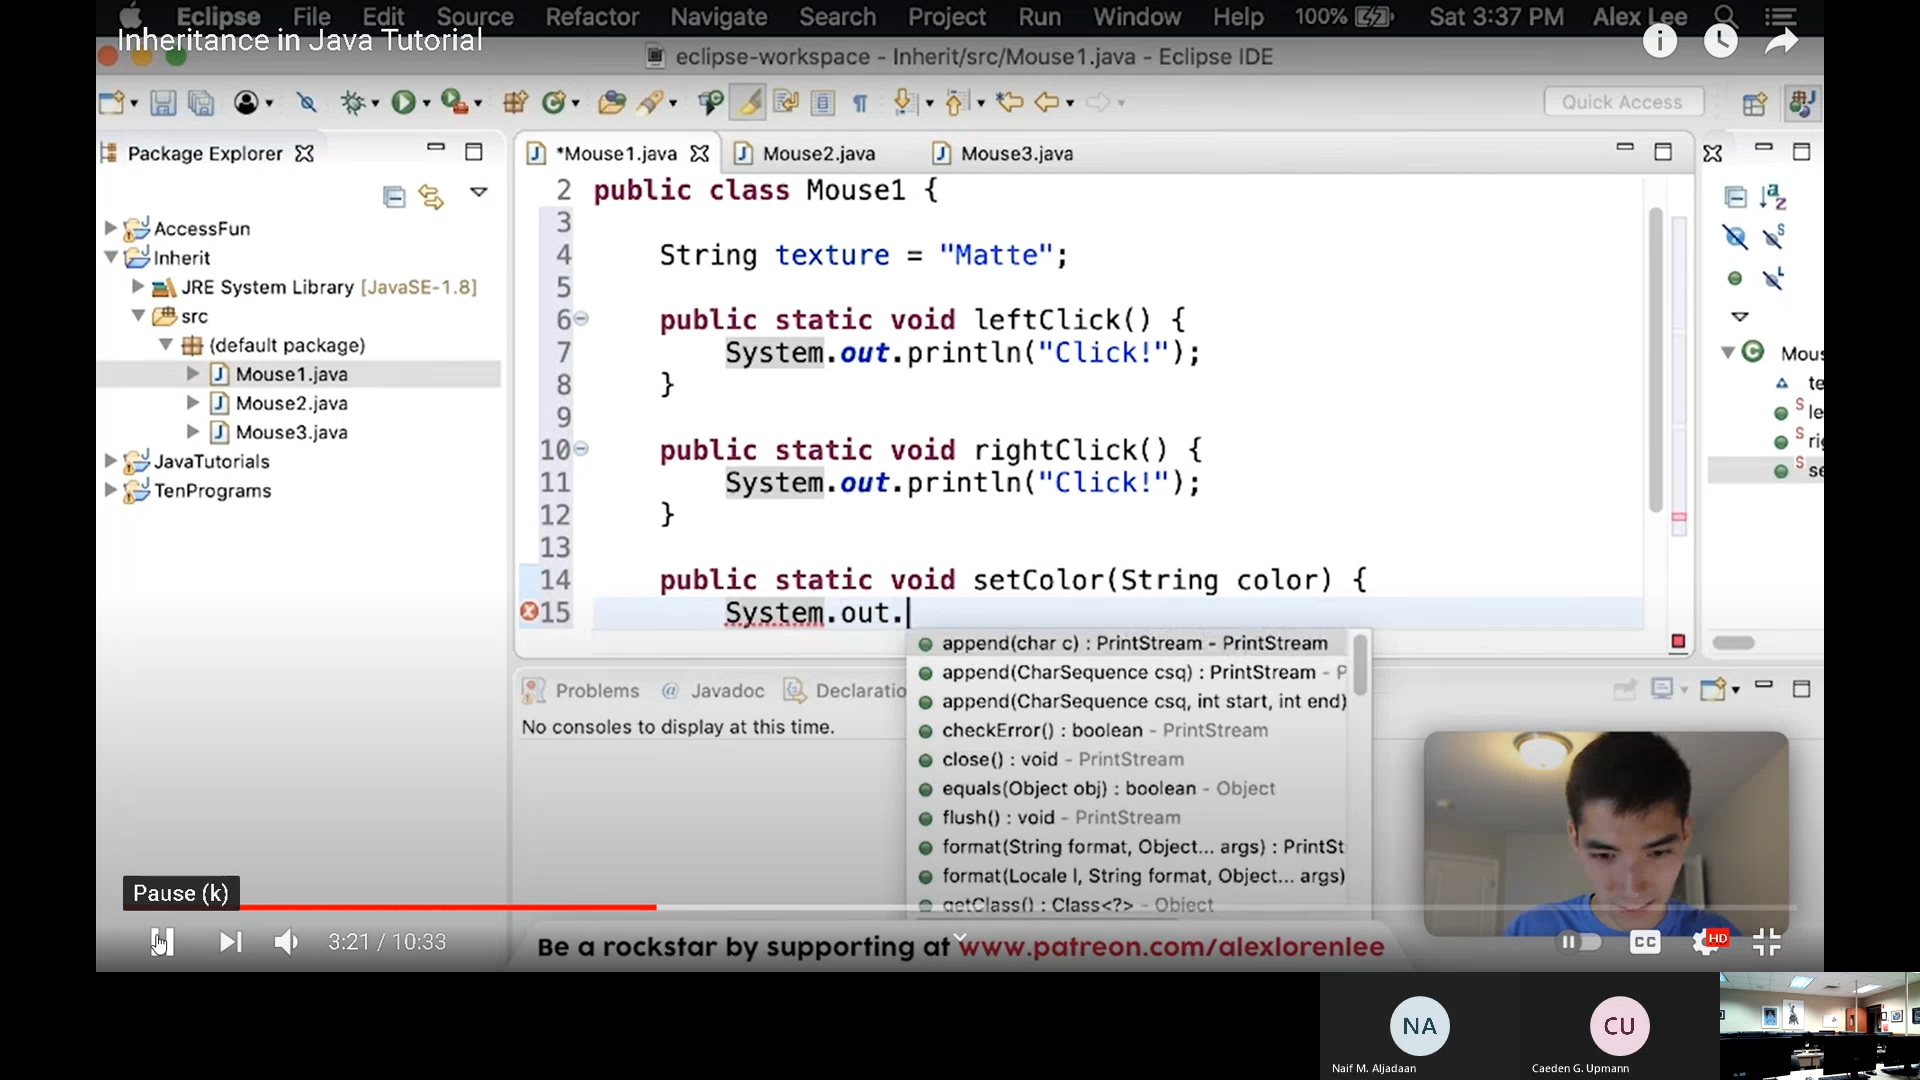 Eclipse File Edit Source Refactor Navigate Search Project Run Window Help 100% Sat 3:37 PM Alex Lee
Inheritance in Java Tutorial
eclipse-workspace - Inherit/src/Mouse1.java - Eclipse IDE
Quick Access
Package Explorer
*Mouse1.java Mouse2.java Mouse3.java
AccessFun
Inherit
JRE System Library [JavaSE-1.8]
src
(default package)
Mouse1.java
Mouse2.java
Mouse3.java
JavaTutorials
TenPrograms
2 public class Mouse1 {
3
4 String texture = "Matte";
5
6 public static void leftClick() {
7 System.out.println("Click!");
8 }
9
10 public static void rightClick() {
11 System.out.println("Click!");
12 }
13
14 public static void setColor(String color) {
15 System.out.
append(char c) : PrintStream - PrintStream
append(CharSequence csq) : PrintStream - P
append(CharSequence csq, int start, int end)
checkError() : boolean - PrintStream
close() : void - PrintStream
equals(Object obj) : boolean - Object
flush() : void - PrintStream
format(String format, Object... args) : PrintSt
format(Locale l, String format, Object... args)
getClass() : Class<?> - Object
Mou
te
le
ri
se
Problems @ Javadoc Declaratio
No consoles to display at this time.
Pause (k)
3:21 / 10:33
Be a rockstar by supporting at www.patreon.com/alexlorenlee
CC
HD
NA
Naif M. Aljadaan
CU
Caeden G. Upmann